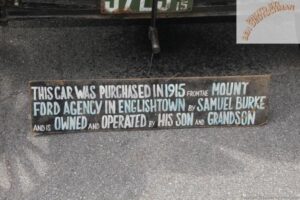 THIS CAR WAS PURCHASED IN 1915 FROM THE MOUNT
FORD AGENCY IN ENGLISHTOWN BY SAMUEL BURKE
AND IS OWNED AND OPERATED BY HIS SON AND GRANDSON